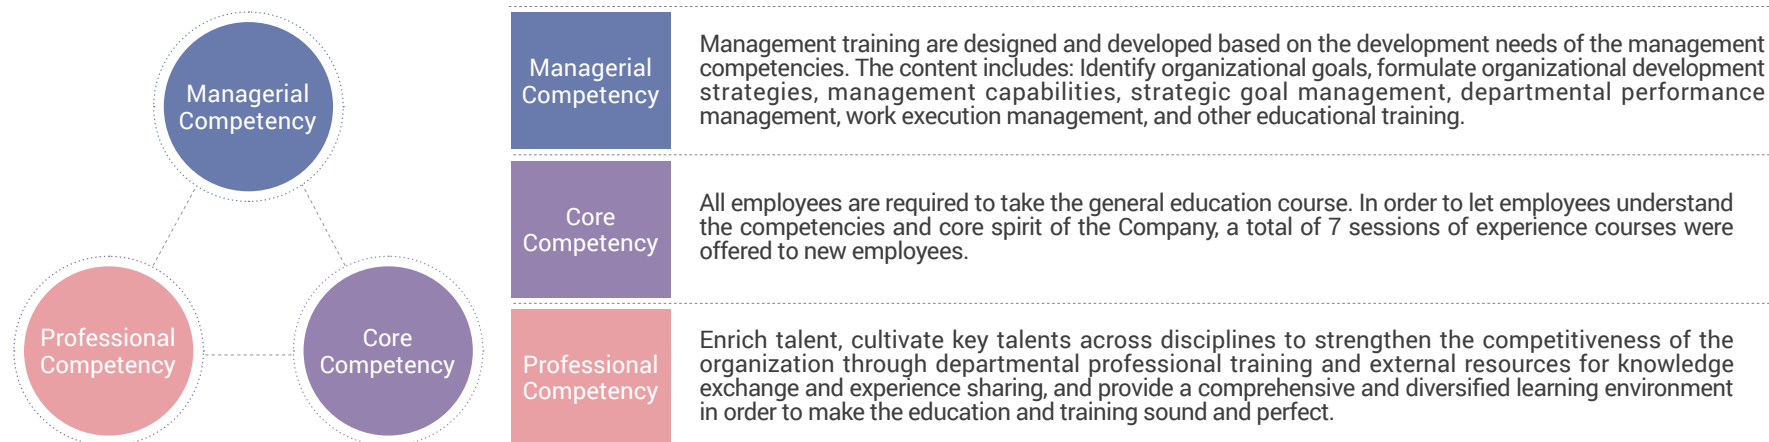 Managerial
Competency
Professional
Competency
Core
Competency
Managerial
Competency
Management training are designed and developed based on the development needs of the management
competencies. The content includes: Identify organizational goals, formulate organizational development
strategies, management capabilities, strategic goal management, departmental performance
management, work execution management, and other educational training.
Core
Competency
All employees are required to take the general education course. In order to let employees understand
the competencies and core spirit of the Company, a total of 7 sessions of experience courses were
offered to new employees.
Professional
Competency
Enrich talent, cultivate key talents across disciplines to strengthen the competitiveness of the
organization through departmental professional training and external resources for knowledge
exchange and experience sharing, and provide a comprehensive and diversified learning environment
in order to make the education and training sound and perfect.